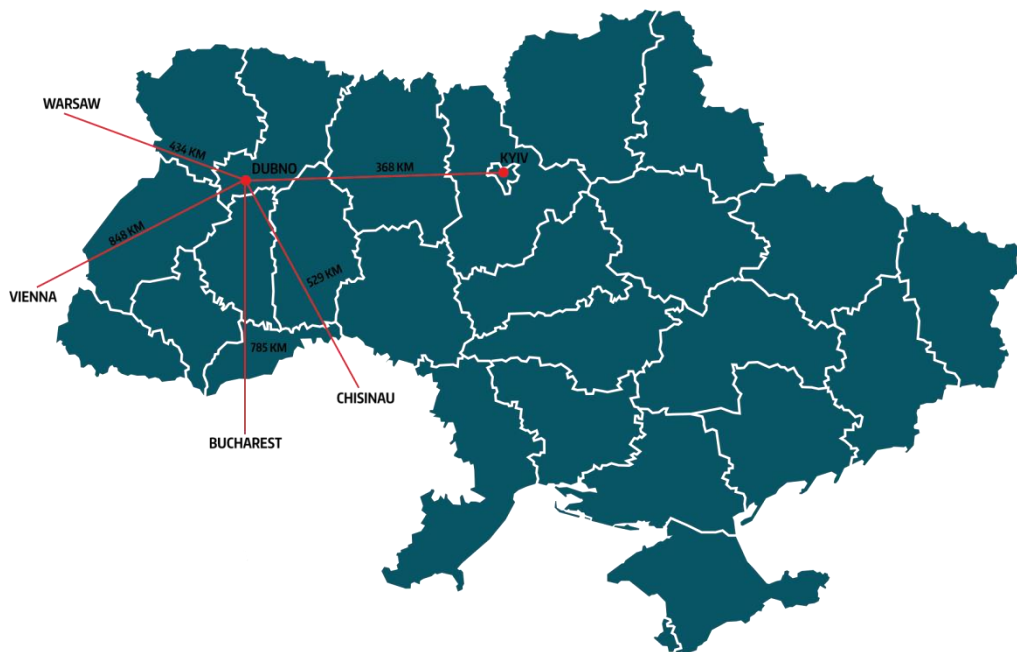 WARSAW
434 KM
KYIV
DUBNO
368 KM
848 KM
529 KM
VIENNA
785 KM
CHISINAU
BUCHAREST